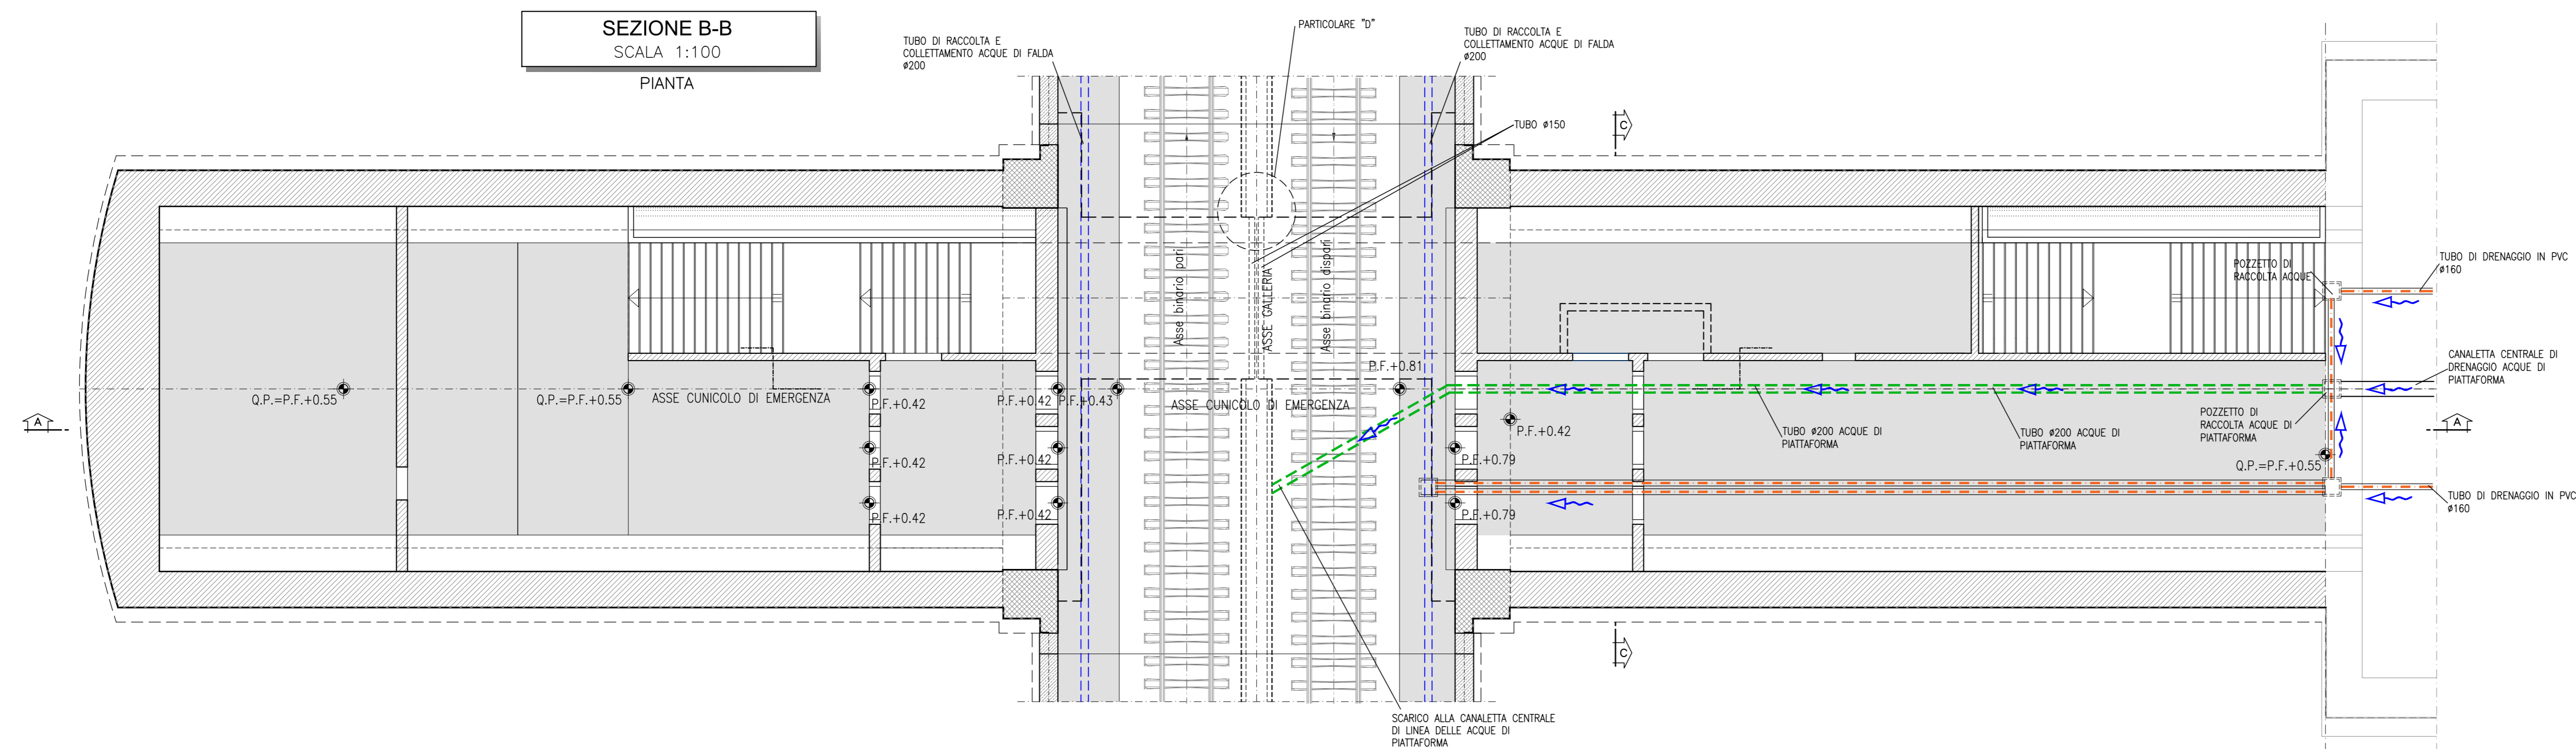 SEZIONE B-B
SCALA 1:100
PIANTA
TUBO DI RACCOLTA E
COLLETTAMENTO ACQUE DI FALDA
ø200
PARTICOLARE "D"
TUBO DI RACCOLTA E
COLLETTAMENTO ACQUE DI FALDA
ø200
TUBO ø150
C
Asse binario pari
ASSE GALLERIA
Asse binario dispari
POZZETTO DI
RACCOLTA ACQUE
TUBO DI DRENAGGIO IN PVC
ø160
CANALETTA CENTRALE DI
DRENAGGIO ACQUE DI
PIATTAFORMA
P.F.+0.81
Q.P.=P.F.+0.55
Q.P.=P.F.+0.55
ASSE CUNICOLO DI EMERGENZA
P.F.+0.42
P.F.+0.42
P.F.+0.43
ASSE CUNICOLO DI EMERGENZA
A
P.F.+0.42
TUBO ø200 ACQUE DI
PIATTAFORMA
TUBO ø200 ACQUE DI
PIATTAFORMA
POZZETTO DI
RACCOLTA ACQUE DI
PIATTAFORMA
A
P.F.+0.42
P.F.+0.42
P.F.+0.79
Q.P.=P.F.+0.55
P.F.+0.42
P.F.+0.42
P.F.+0.79
TUBO DI DRENAGGIO IN PVC
ø160
C
SCARICO ALLA CANALETTA CENTRALE
DI LINEA DELLE ACQUE DI
PIATTAFORMA